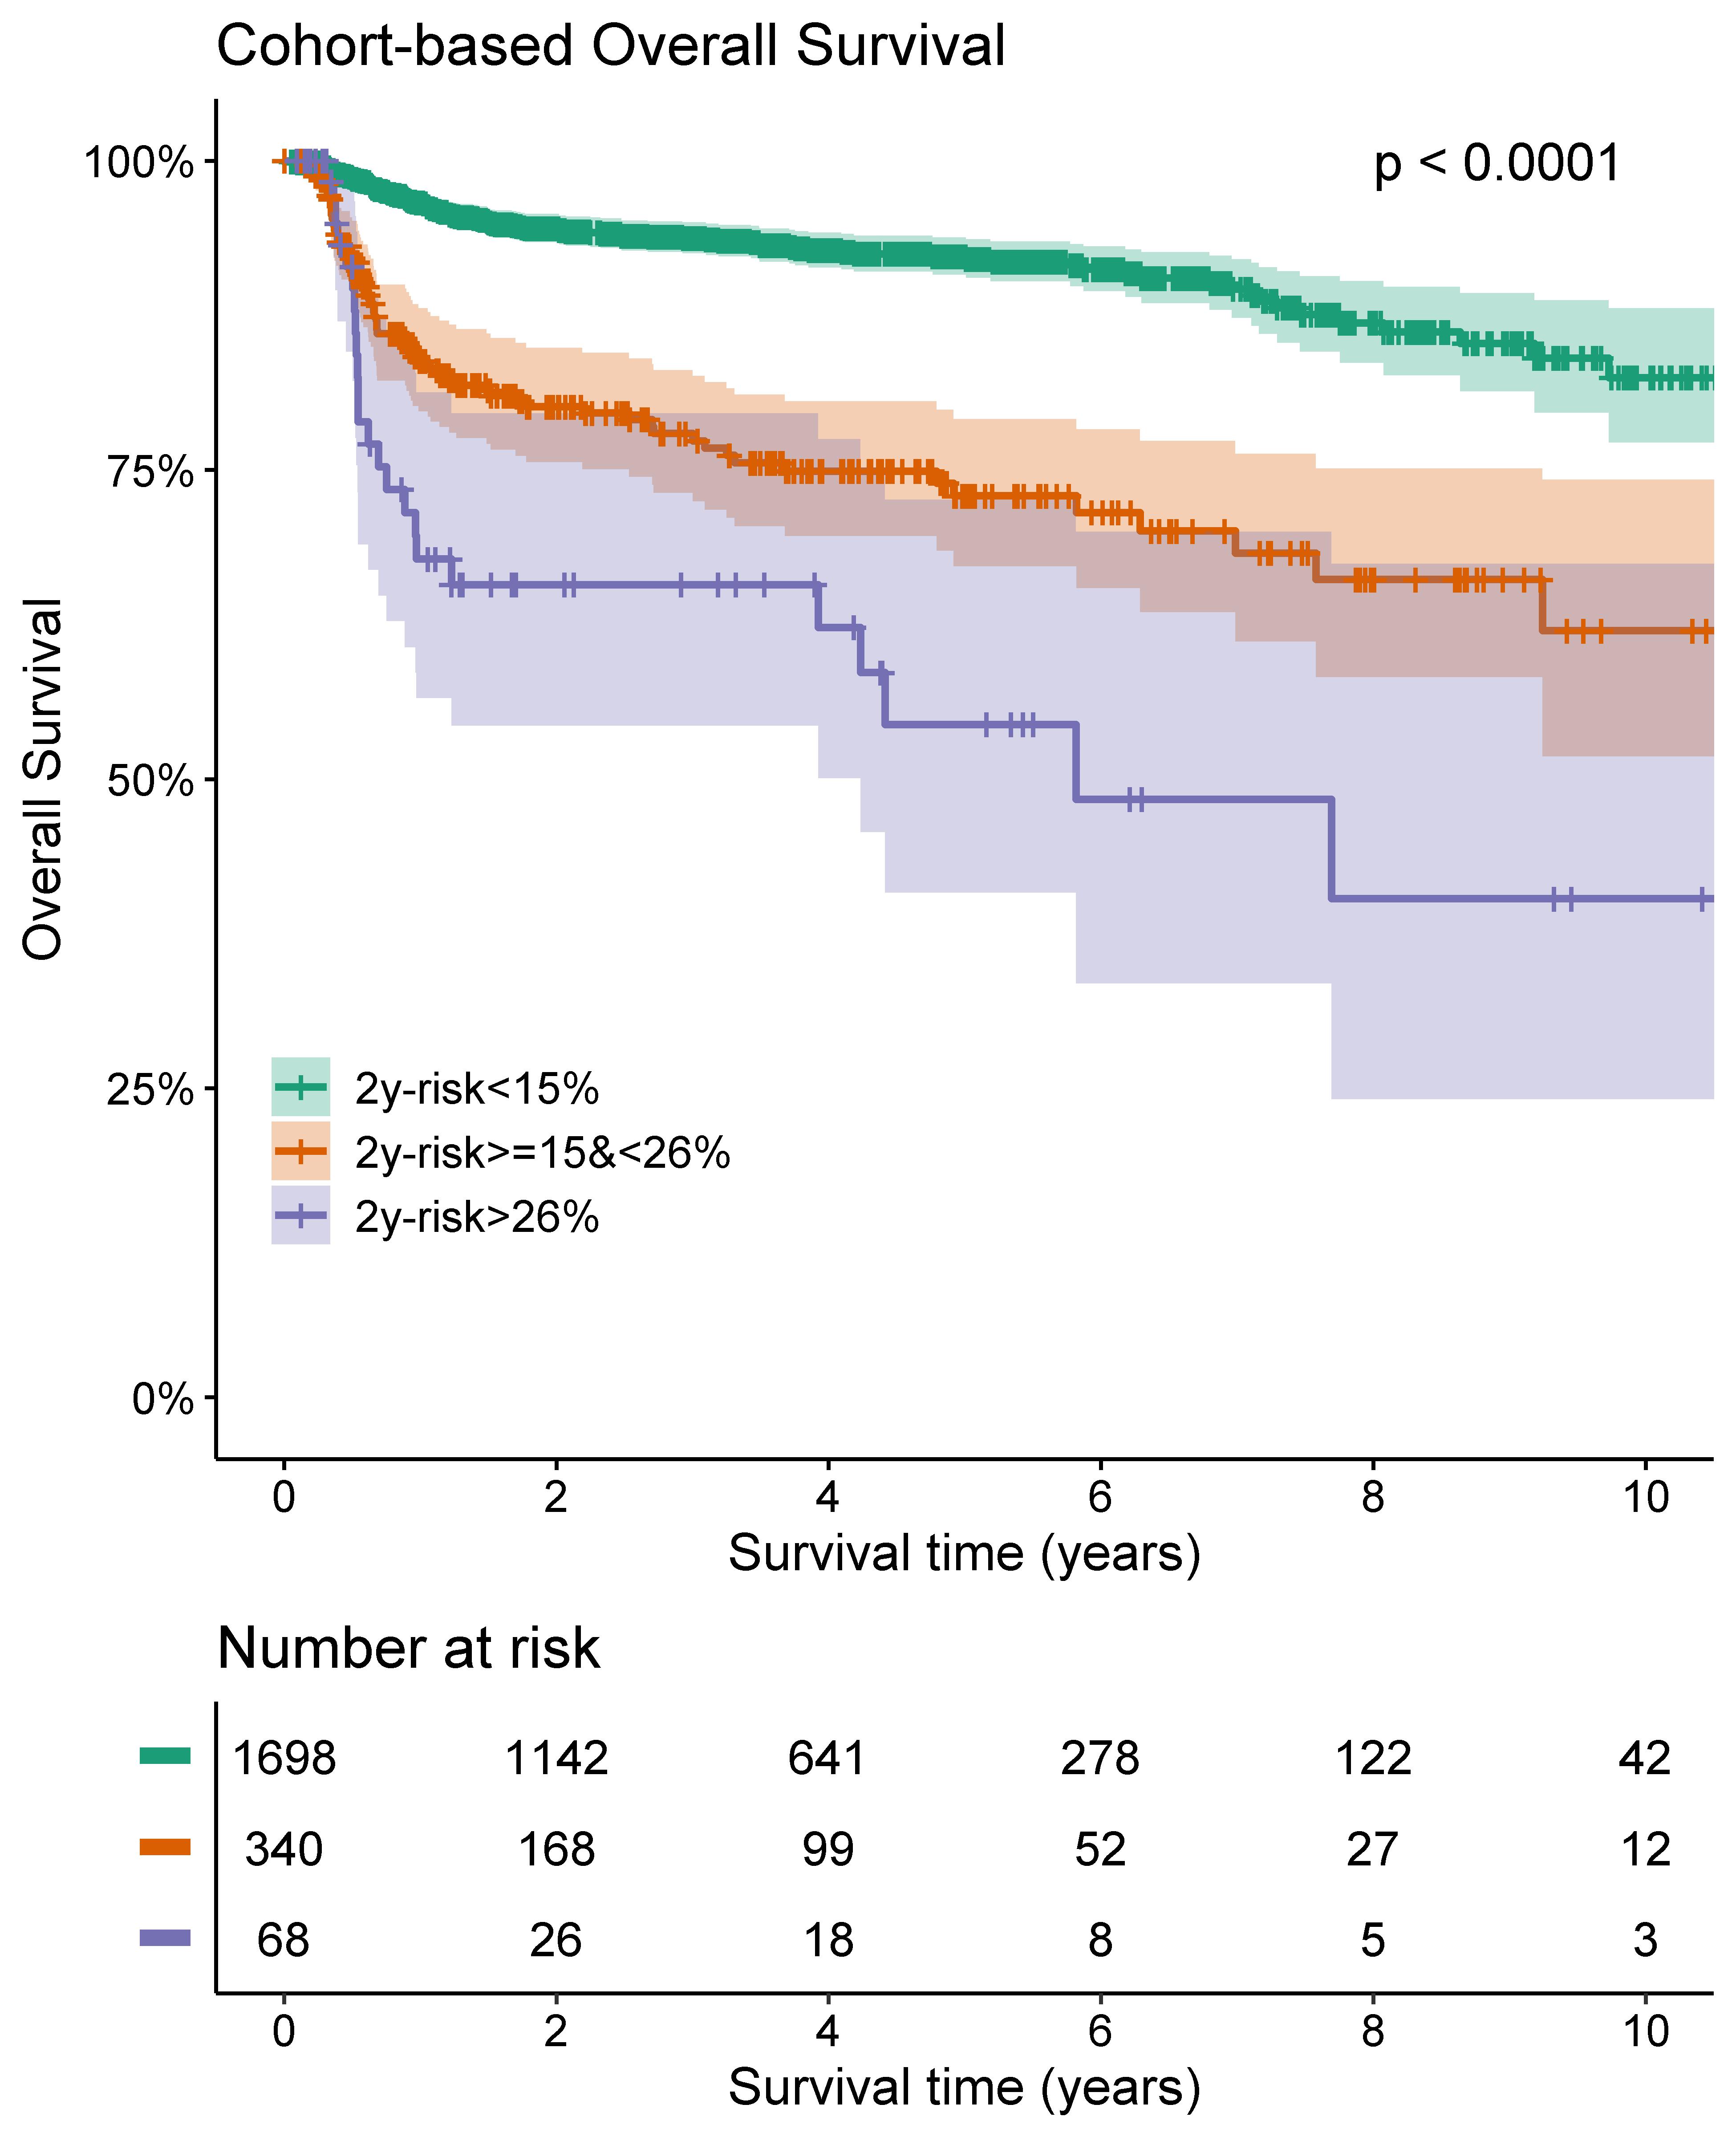 Cohort-based Overall Survival
p < 0.0001
100%
75%
50%
25%
0%
Overall Survival
2y-risk<15%
2y-risk>=15&<26%
2y-risk>26%
0 2 4 6 8 10
Survival time (years)
Number at risk
1698 1142 641 278 122 42
340 168 99 52 27 12
68 26 18 8 5 3
0 2 4 6 8 10
Survival time (years)